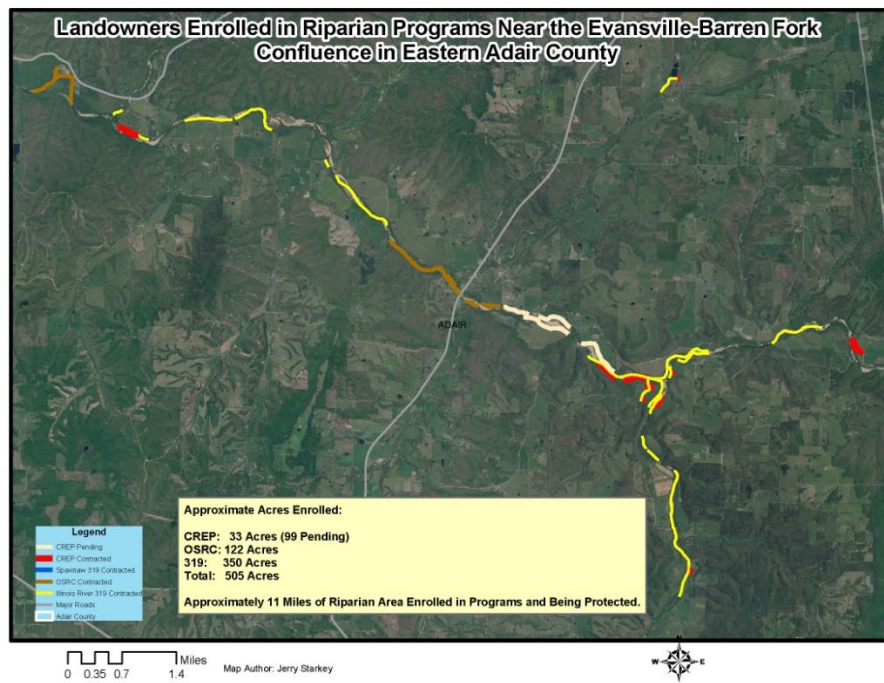 Landowners Enrolled in Riparian Programs Near the Evansville-Barren Fork
Confluence in Eastern Adair County
ADAIR
Approximate Acres Enrolled:
CREP: 33 Acres (99 Pending)
OSRC: 122 Acres
319: 350 Acres
Total: 505 Acres
Approximately 11 Miles of Riparian Area Enrolled in Programs and Being Protected.
Legend
CREP Pending
CREP Contracted
Spavinaw 319 Contracted
OSRC Contracted
Illinois River 319 Contracted
Major Roads
Adair County
Miles
0 0.35 0.7 1.4
Map Author: Jerry Starkey
N
W E
S